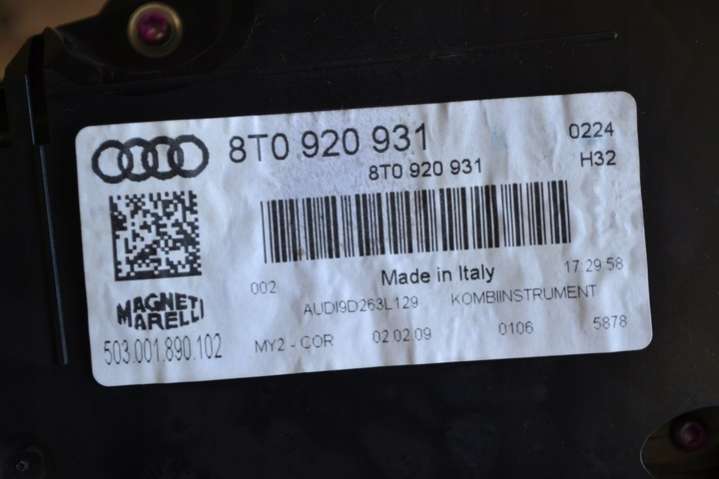 8T0 920 931 0224
8T0 920 931 H32
002 Made in Italy 17:29:58
MAGNETI
MARELLI
AUDI9D263L129 KOMBIINSTRUMENT
503.001.890.102 MY2 - COR 02.02.09 0106 5878